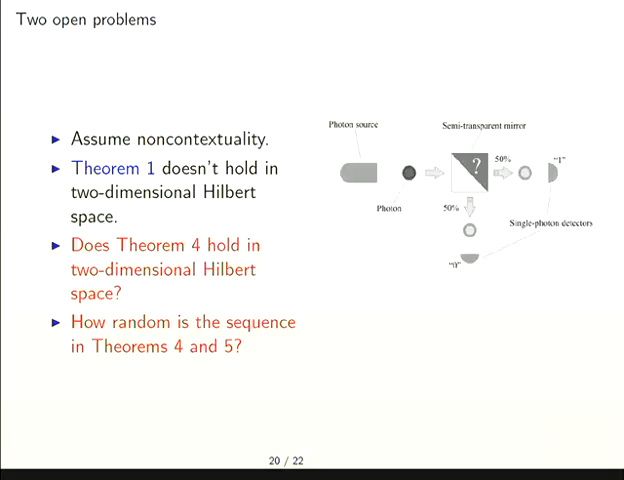 Two open problems
Assume noncontextuality.
Theorem 1 doesn't hold in
two-dimensional Hilbert
space.
Does Theorem 4 hold in
two-dimensional Hilbert
space?
How random is the sequence
in Theorems 4 and 5?
Photon source
Semi-transparent mirror
?
50%
"1"
Photon
50%
Single-photon detectors
"0"
20 / 22